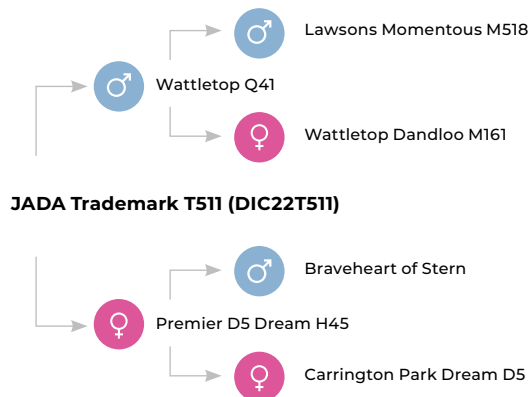 Lawsons Momentous M518
Wattletop Q41
Wattletop Dandloo M161
JADA Trademark T511 (DIC22T511)
Braveheart of Stern
Premier D5 Dream H45
Carrington Park Dream D5